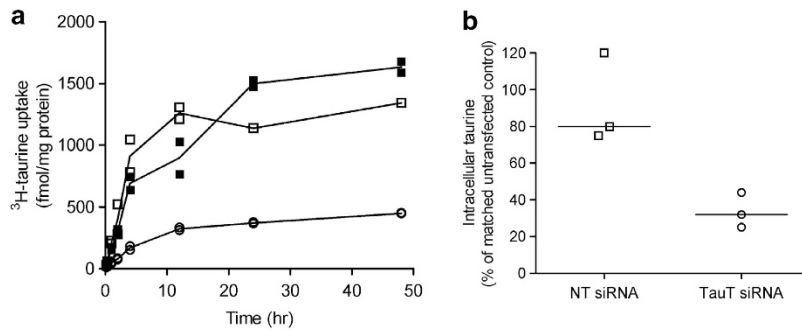 a
2000
1500
1000
500
0
0
10
20
30
40
50
³H-taurine uptake
(fmol/mg protein)
Time (hr)
b
120
100
80
60
40
20
0
Intracellular taurine
(% of matched untransfected control)
NT siRNA
TauT siRNA